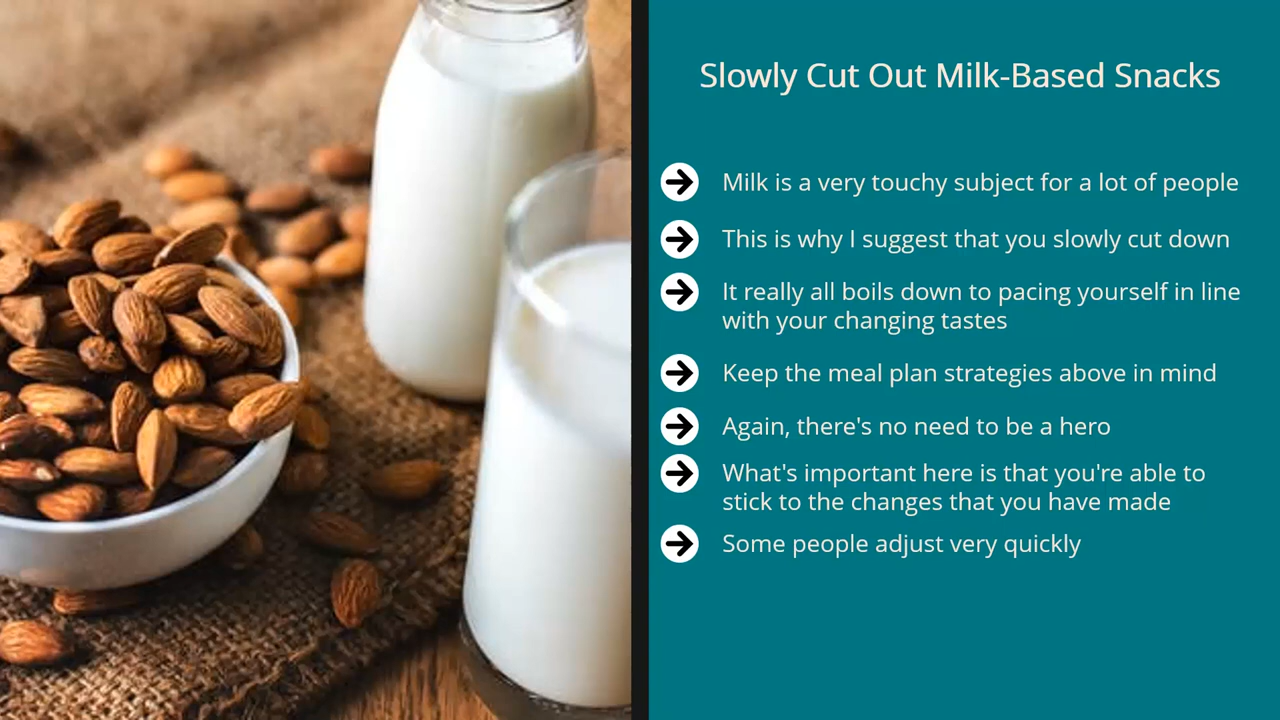 Slowly Cut Out Milk-Based Snacks
Milk is a very touchy subject for a lot of people
This is why I suggest that you slowly cut down
It really all boils down to pacing yourself in line
with your changing tastes
Keep the meal plan strategies above in mind
Again, there's no need to be a hero
What's important here is that you're able to
stick to the changes that you have made
Some people adjust very quickly